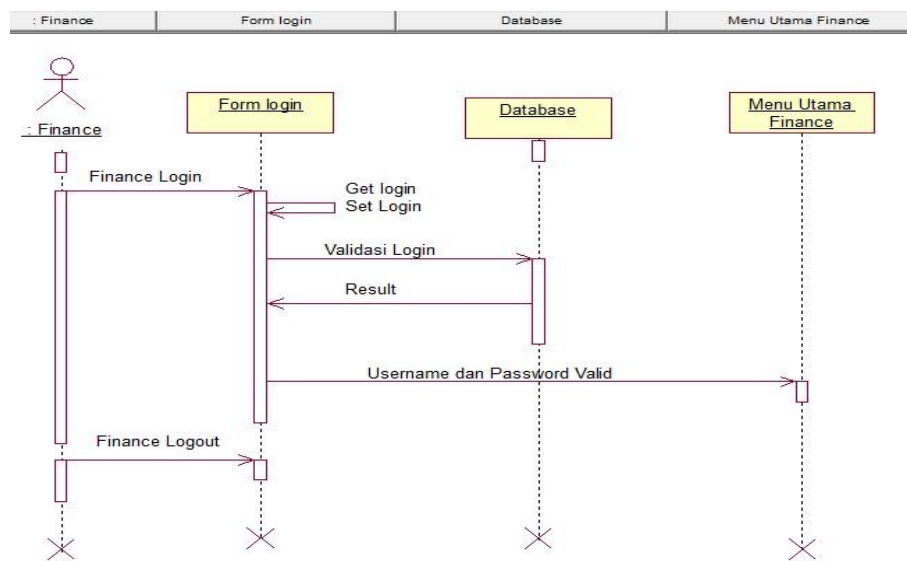 : Finance
Form login
Database
Menu Utama Finance
Form login
Database
Menu Utama
Finance
: Finance
Finance Login
Get login
Set Login
Validasi Login
Result
Username dan Password Valid
Finance Logout